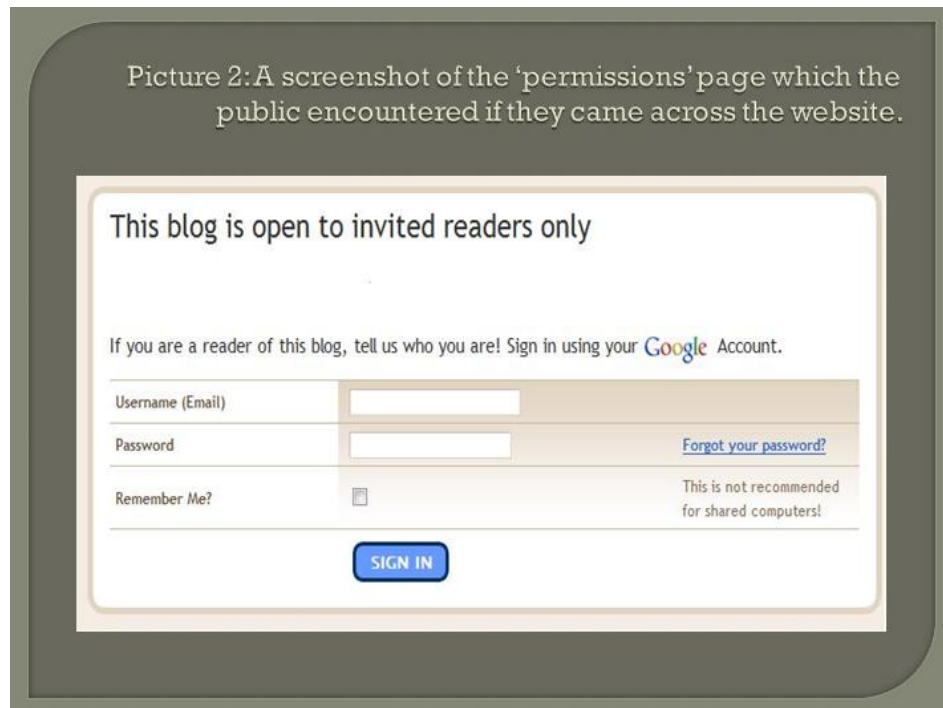 Picture 2: A screenshot of the ‘permissions’ page which the
public encountered if they came across the website.
This blog is open to invited readers only
If you are a reader of this blog, tell us who you are! Sign in using your Google Account.
Username (Email)
Password
Forgot your password?
Remember Me?
This is not recommended
for shared computers!
SIGN IN